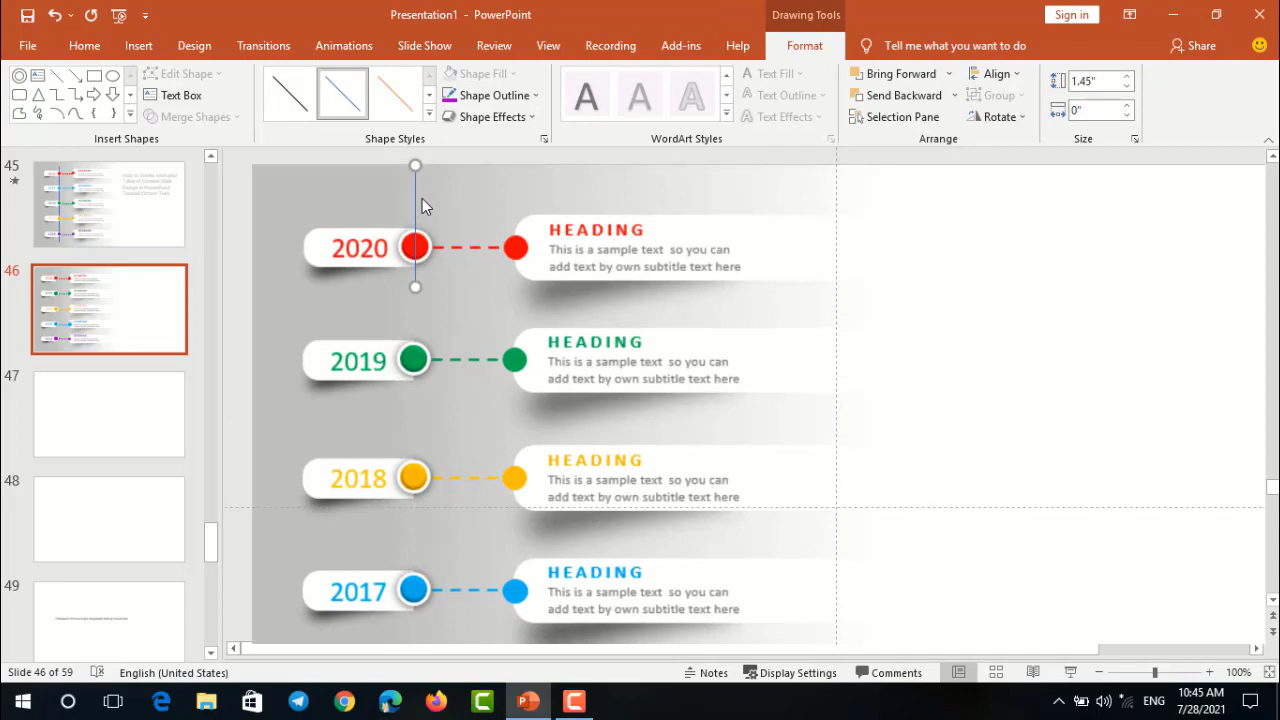 Presentation1 - PowerPoint
Drawing Tools
Sign in
File
Home
Insert
Design
Transitions
Animations
Slide Show
Review
View
Recording
Add-ins
Help
Format
Tell me what you want to do
Share
Edit Shape
Text Box
Merge Shapes
Insert Shapes
Shape Fill
Shape Outline
Shape Effects
Shape Styles
A A A
Text Fill
Text Outline
Text Effects
WordArt Styles
Bring Forward
Send Backward
Selection Pane
Align
Group
Rotate
Arrange
1.45"
0"
Size
45
46
47
48
49
2020
HEADING
This is a sample text so you can
add text by own subtitle text here
2019
HEADING
This is a sample text so you can
add text by own subtitle text here
2018
HEADING
This is a sample text so you can
add text by own subtitle text here
2017
HEADING
This is a sample text so you can
add text by own subtitle text here
Slide 46 of 59
English (United States)
Notes
Display Settings
Comments
100%
ENG
10:45 AM
7/28/2021